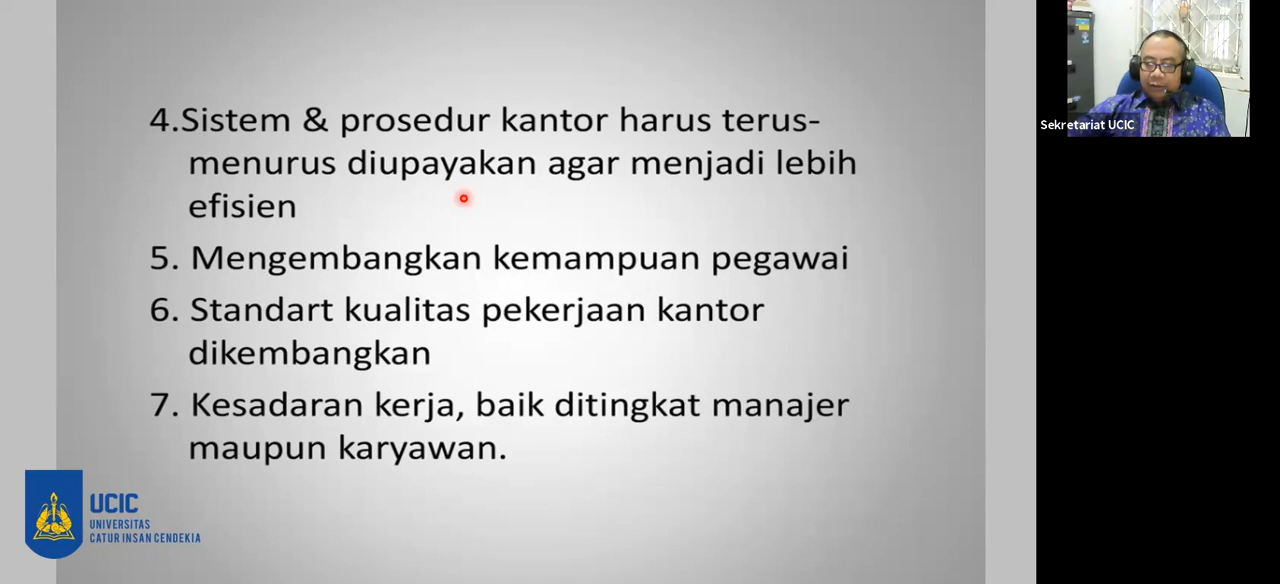 4.Sistem & prosedur kantor harus terus-
menurus diupayakan agar menjadi lebih
efisien
5. Mengembangkan kemampuan pegawai
6. Standart kualitas pekerjaan kantor
dikembangkan
7. Kesadaran kerja, baik ditingkat manajer
maupun karyawan.
UCIC
UNIVERSITAS
CATUR INSAN CENDEKIA
Sekretariat UCIC